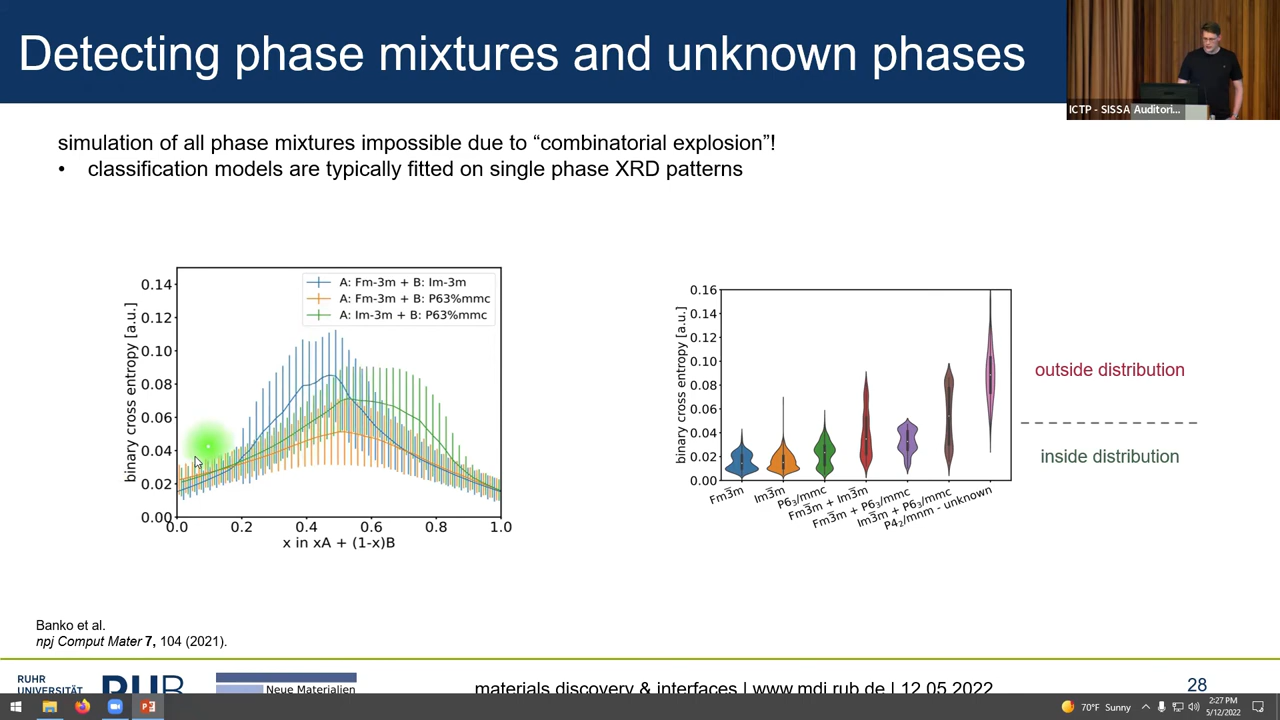 Detecting phase mixtures and unknown phases
ICTP - SISSA Auditori...
simulation of all phase mixtures impossible due to “combinatorial explosion”!
• classification models are typically fitted on single phase XRD patterns
binary cross entropy [a.u.]
0.14
0.12
0.10
0.08
0.06
0.04
0.02
0.00
0.0 0.2 0.4 0.6 0.8 1.0
x in xA + (1-x)B
A: Fm-3m + B: Im-3m
A: Fm-3m + B: P63%mmc
A: Im-3m + B: P63%mmc
binary cross entropy [a.u.]
0.16
0.14
0.12
0.10
0.08
0.06
0.04
0.02
0.00
Fm3̅m
Im3̅m
P6₃/mmc
Fm3̅m + Im3̅m
Fm3̅m + P6₃/mmc
Im3̅m + P6₃/mmc
P4₂/mnm - unknown
outside distribution
inside distribution
Banko et al.
npj Comput Mater 7, 104 (2021).
RUHR
UNIVERSITÄT
RUB
Neue Materialien
materials discovery & interfaces | www.mdi.rub.de | 12.05.2022
28
70°F Sunny
2:27 PM
5/12/2022